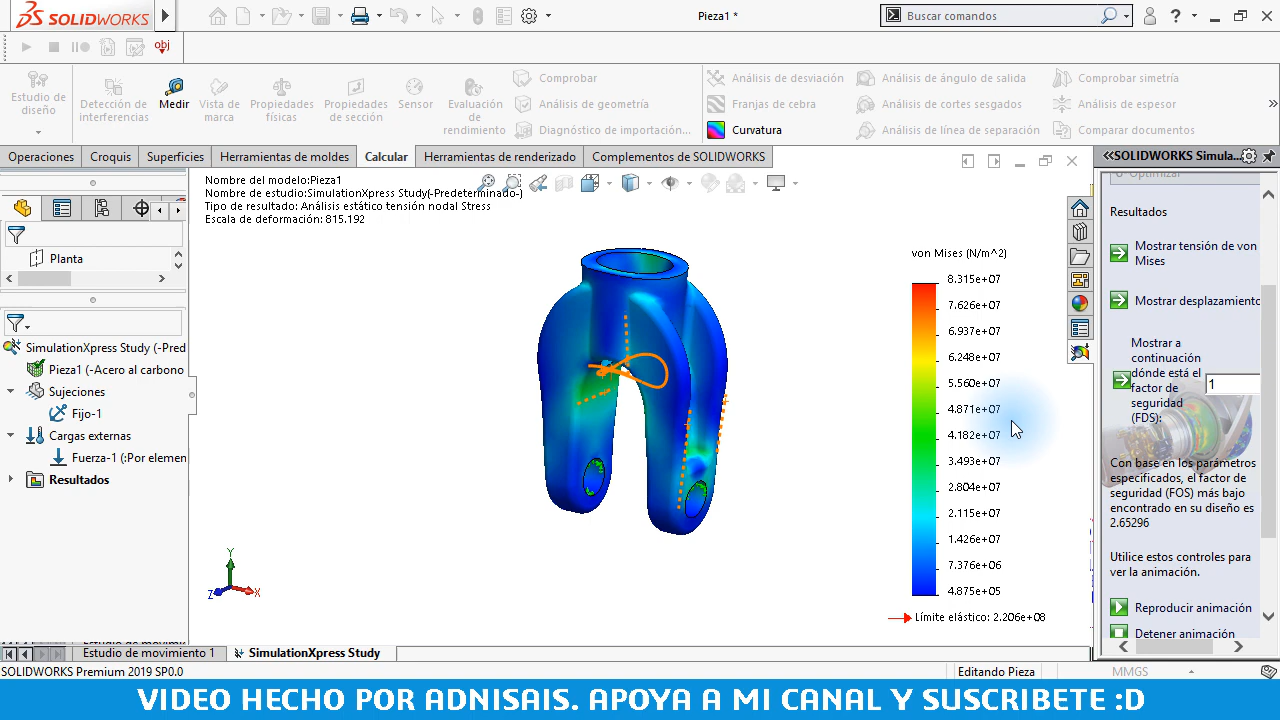 SOLIDWORKS
Pieza1 *
Buscar comandos
?
obj
Estudio de
diseño
Detección de
interferencias
Medir
Vista de
marca
Propiedades
físicas
Propiedades
de sección
Sensor
Evaluación de
rendimiento
Comprobar
Análisis de geometría
Diagnóstico de importación...
Análisis de desviación
Franjas de cebra
Curvatura
Análisis de ángulo de salida
Análisis de cortes sesgados
Análisis de línea de separación
Comprobar simetría
Análisis de espesor
Comparar documentos
Operaciones
Croquis
Superficies
Herramientas de moldes
Calcular
Herramientas de renderizado
Complementos de SOLIDWORKS
Planta
SimulationXpress Study (-Pred
Pieza1 (-Acero al carbono
Sujeciones
Fijo-1
Cargas externas
Fuerza-1 (:Por elemen
Resultados
Nombre del modelo:Pieza1
Nombre de estudio:SimulationXpress Study(-Predeterminado-)
Tipo de resultado: Análisis estático tensión nodal Stress
Escala de deformación: 815.192
von Mises (N/m^2)
8.315e+07
7.626e+07
6.937e+07
6.248e+07
5.560e+07
4.871e+07
4.182e+07
3.493e+07
2.804e+07
2.115e+07
1.426e+07
7.376e+06
4.875e+05
Límite elástico: 2.206e+08
Y
Z
X
SOLIDWORKS Simula...
Optimizar
Resultados
Mostrar tensión de von
Mises
Mostrar desplazamiento
Mostrar a
continuación
dónde está el
factor de
seguridad
(FDS):
1
Con base en los parámetros
especificados, el factor de
seguridad (FOS) más bajo
encontrado en su diseño es
2.65296
Utilice estos controles para
ver la animación.
Reproducir animación
Detener animación
Estudio de movimiento 1
SimulationXpress Study
SOLIDWORKS Premium 2019 SP0.0
Editando Pieza
MMGS
VIDEO HECHO POR ADNISAIS. APOYA A MI CANAL Y SUSCRIBETE :D